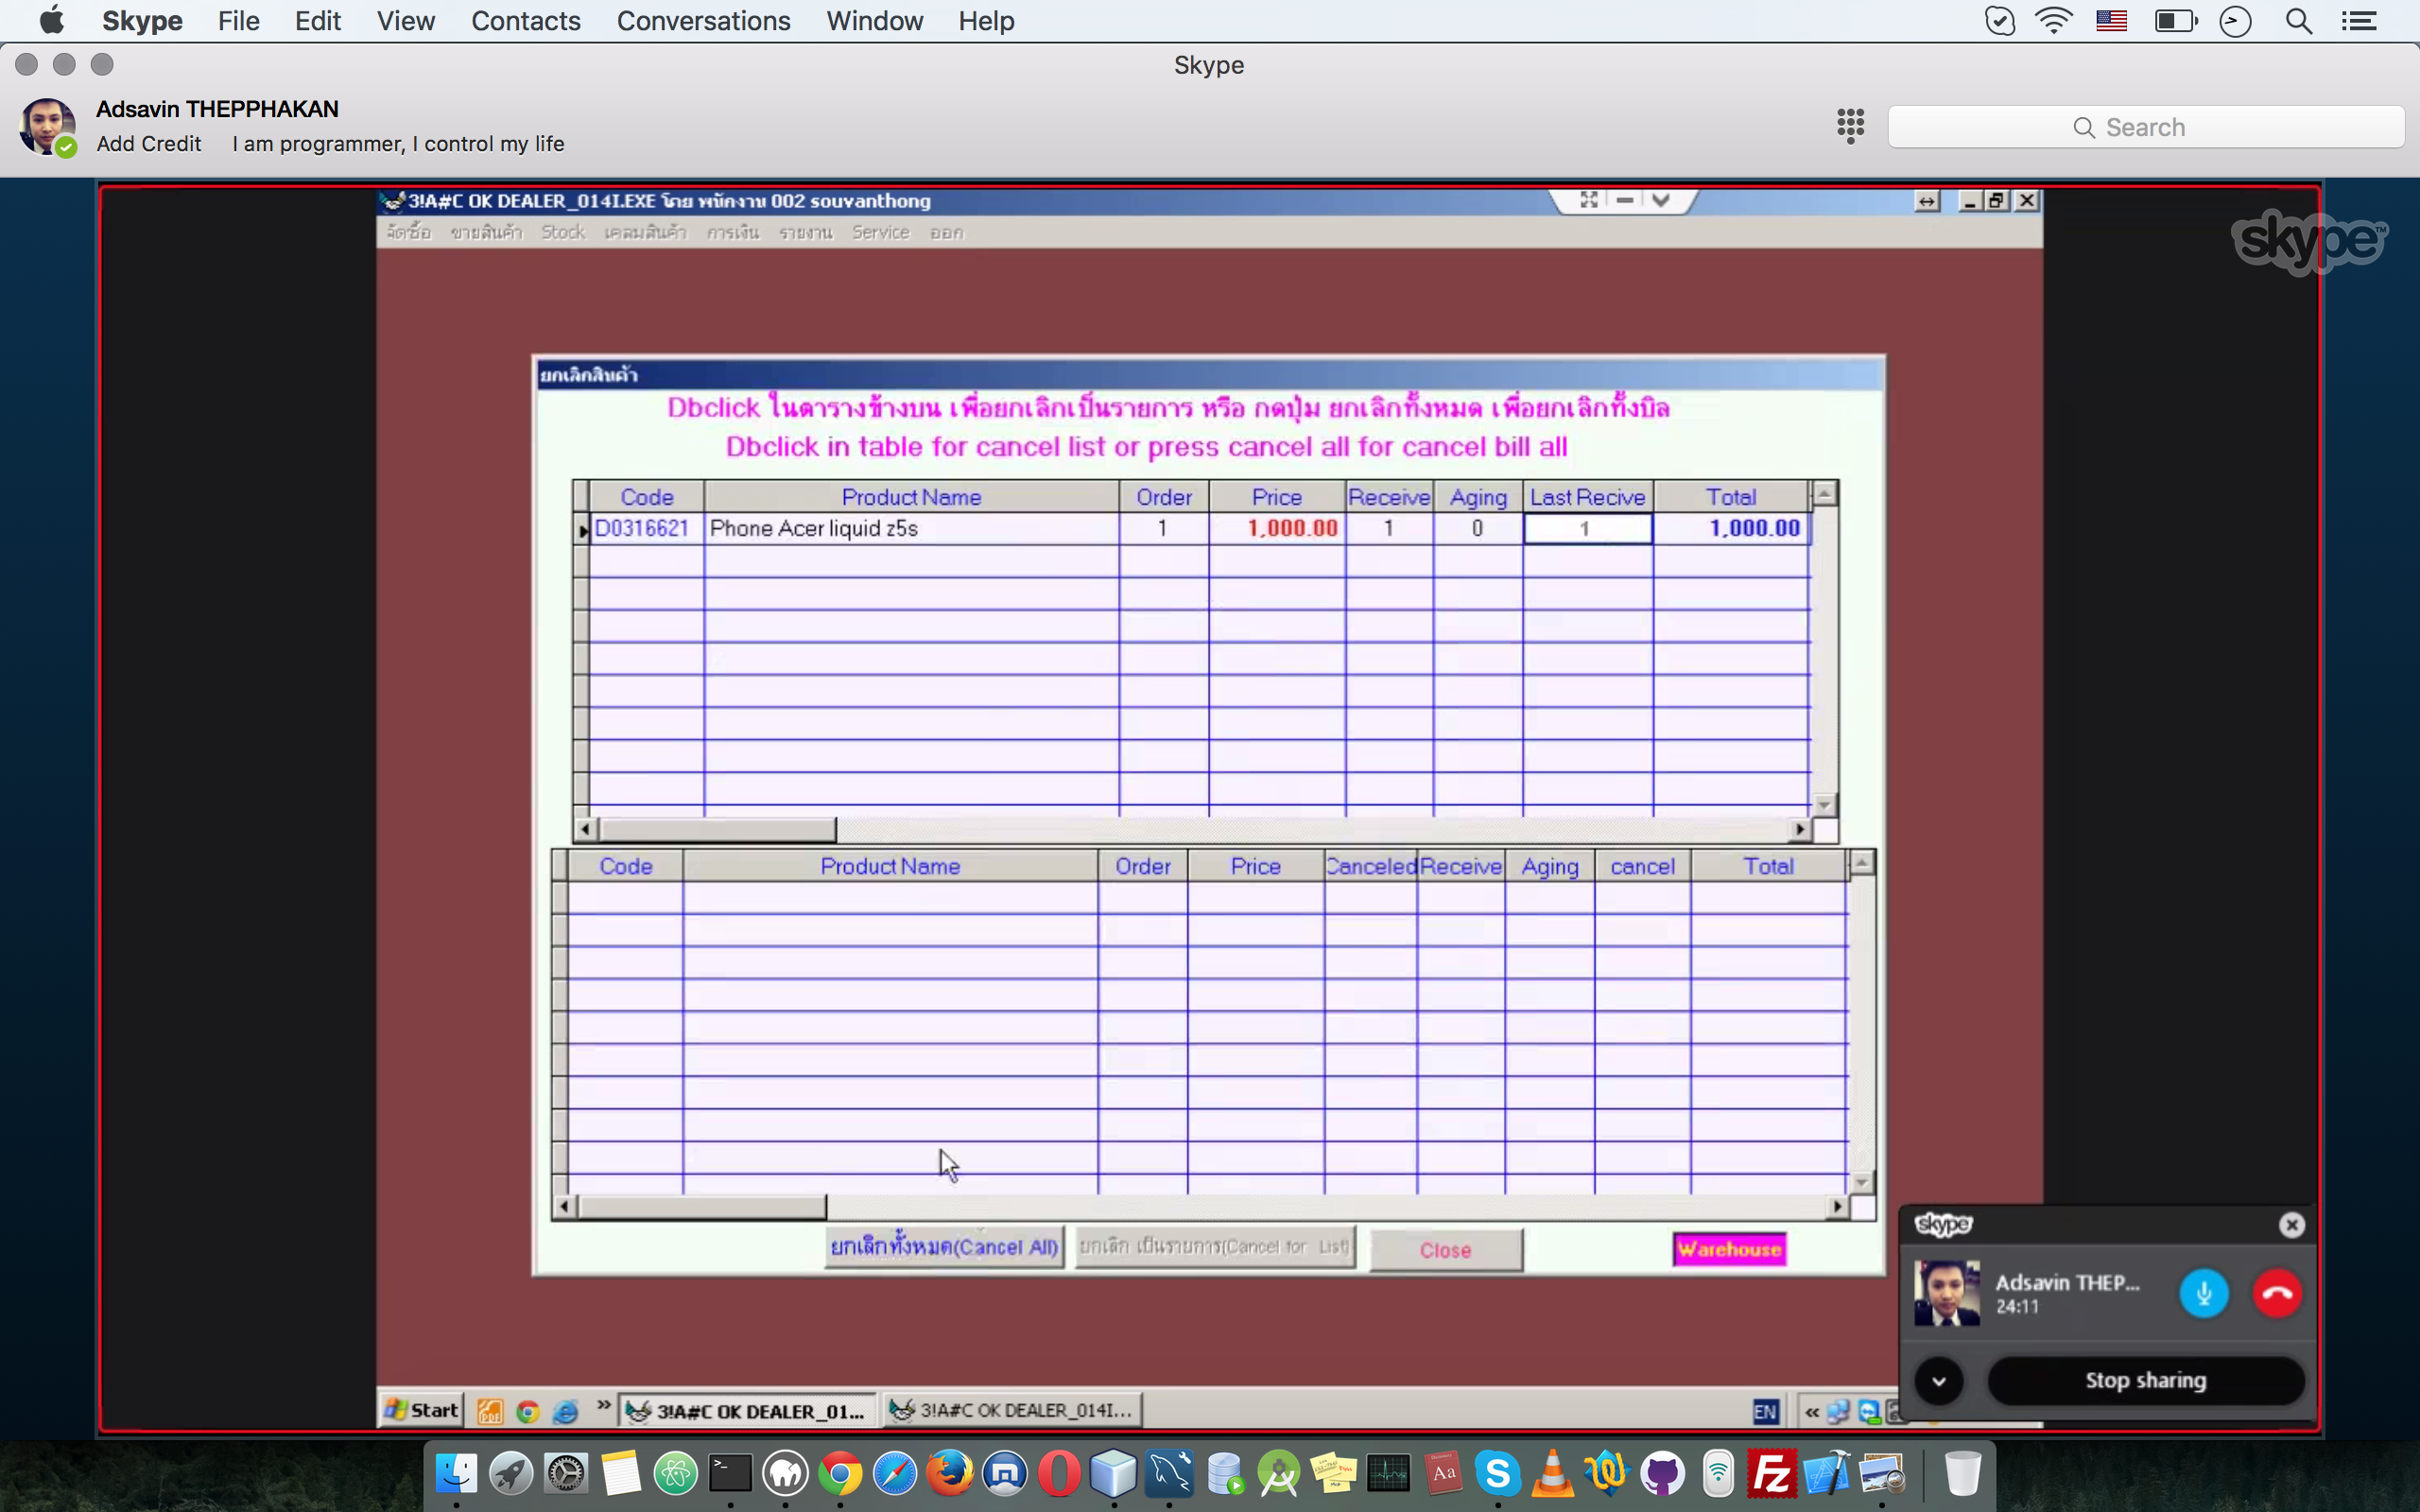 Skype File Edit View Contacts Conversations Window Help
Skype
Adsavin THEPPHAKAN
Add Credit I am programmer, I control my life
Search
3!A#C OK DEALER_014I.EXE โดย พนักงาน 002 souvanthong
skype™
จัดซื้อ ขายสินค้า Stock เคลมสินค้า การเงิน รายงาน Service ออก
ยกเลิกสินค้า
Dbclick ในตารางข้างบน เพื่อยกเลิกเป็นรายการ หรือ กดปุ่ม ยกเลิกทั้งหมด เพื่อยกเลิกทั้งบิล
Dbclick in table for cancel list or press cancel all for cancel bill all
Code Product Name Order Price Receive Aging Last Recive Total
D0316621 Phone Acer liquid z5s 1 1,000.00 1 0 1 1,000.00
Code Product Name Order Price Canceled Receive Aging cancel Total
ยกเลิกทั้งหมด(Cancel All) ยกเลิก เป็นรายการ(Cancel for List) Close Warehouse
skype
Adsavin THEP...
24:11
Stop sharing
Start PDF » 3!A#C OK DEALER_01... 3!A#C OK DEALER_014I... EN «
Aa S Fz